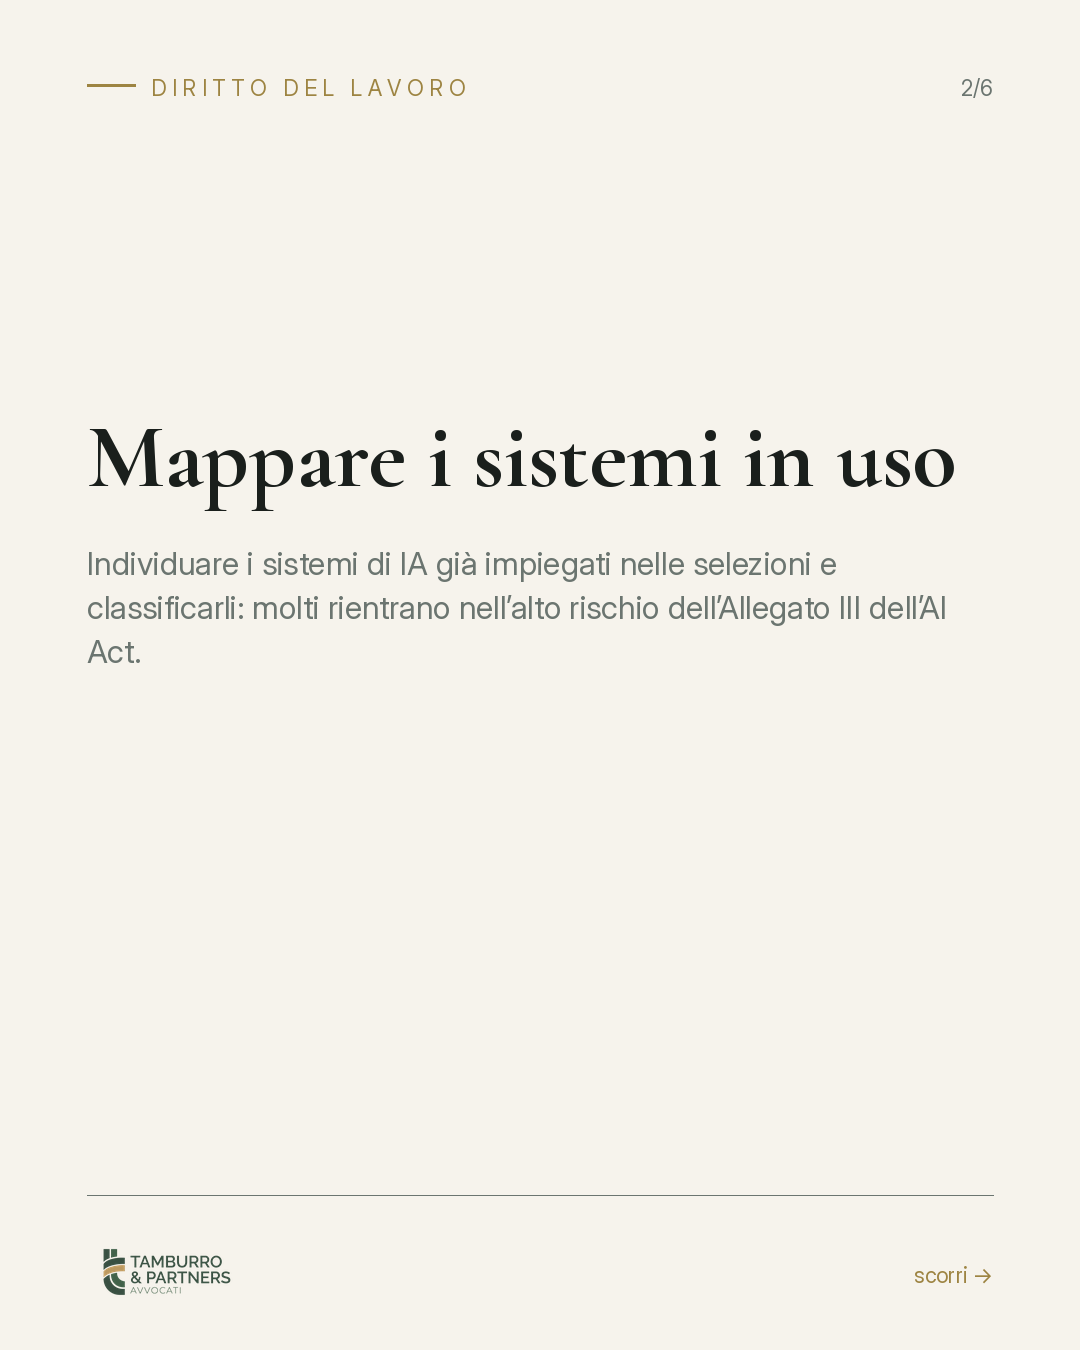 DIRITTO DEL LAVORO
2/6
Mappare i sistemi in uso
Individuare i sistemi di IA già impiegati nelle selezioni e
classificarli: molti rientrano nell’alto rischio dell’Allegato III dell’AI
Act.
TAMBURRO
& PARTNERS
AVVOCATI
scorri →